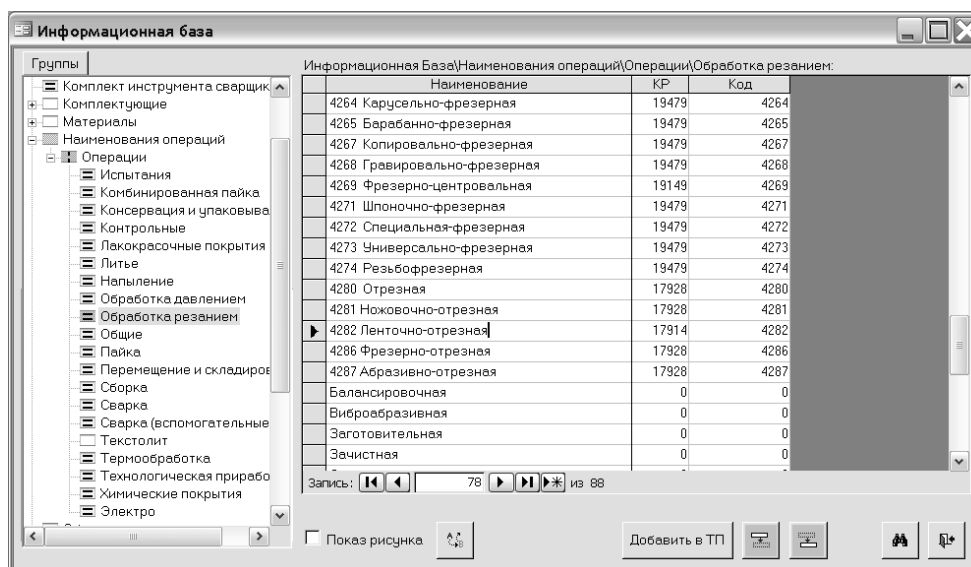 Информационная база
Группы
Комплект инструмента сварщик
Комплектующие
Материалы
Наименования операций
Операции
Испытания
Комбинированная пайка
Консервация и упаковыва
Контрольные
Лакокрасочные покрытия
Литье
Напыление
Обработка давлением
Обработка резанием
Общие
Пайка
Перемещение и складиров
Сборка
Сварка
Сварка (вспомогательные
Текстолит
Термообработка
Технологическая прирабо
Химические покрытия
Электро
Информационная База\Наименования операций\Операции\Обработка резанием:
Наименование КР Код
4264 Карусельно-фрезерная 19479 4264
4265 Барабанно-фрезерная 19479 4265
4267 Копировально-фрезерная 19479 4267
4268 Гравировально-фрезерная 19479 4268
4269 Фрезерно-центровальная 19149 4269
4271 Шпоночно-фрезерная 19479 4271
4272 Специальная-фрезерная 19479 4272
4273 Универсально-фрезерная 19479 4273
4274 Резьбофрезерная 19479 4274
4280 Отрезная 17928 4280
4281 Ножовочно-отрезная 17928 4281
4282 Ленточно-отрезная 17914 4282
4286 Фрезерно-отрезная 17928 4286
4287 Абразивно-отрезная 17928 4287
Балансировочная 0 0
Виброабразивная 0 0
Заготовительная 0 0
Зачистная 0 0
Запись: 78 из 88
Показ рисунка
Добавить в ТП